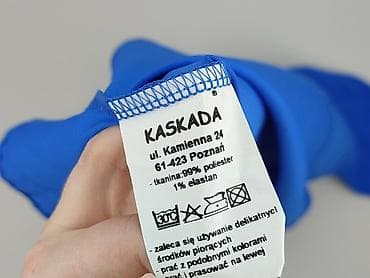 KASKADA
ul. Kamienna 24
61-423 Poznań
- tkanina:99% poliester
1% elastan
30°C
- zaleca się używanie delikatnych
środków piorących
- prać z podobnymi kolorami
- prać i prasować na lewej